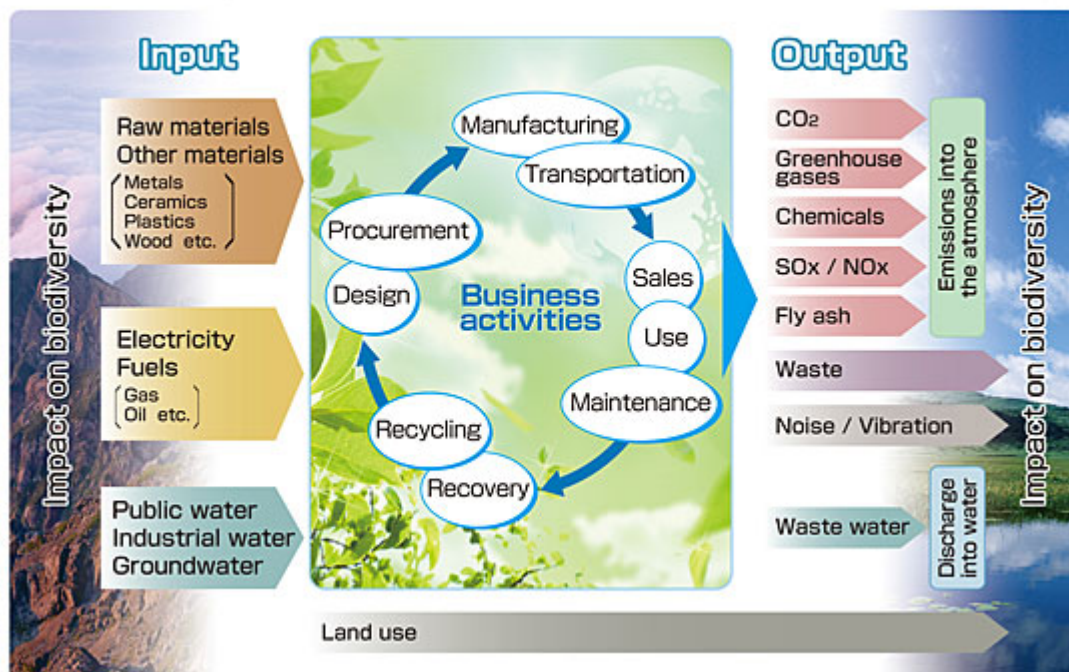 Input
Output
Impact on biodiversity
Raw materials
Other materials
Metals
Ceramics
Plastics
Wood etc.
Electricity
Fuels
Gas
Oil etc.
Public water
Industrial water
Groundwater
Manufacturing
Transportation
Procurement
Design
Business
activities
Sales
Use
Maintenance
Recycling
Recovery
CO₂
Greenhouse
gases
Chemicals
SOx / NOx
Fly ash
Emissions into
the atmosphere
Waste
Noise / Vibration
Waste water
Discharge
into water
Impact on biodiversity
Land use